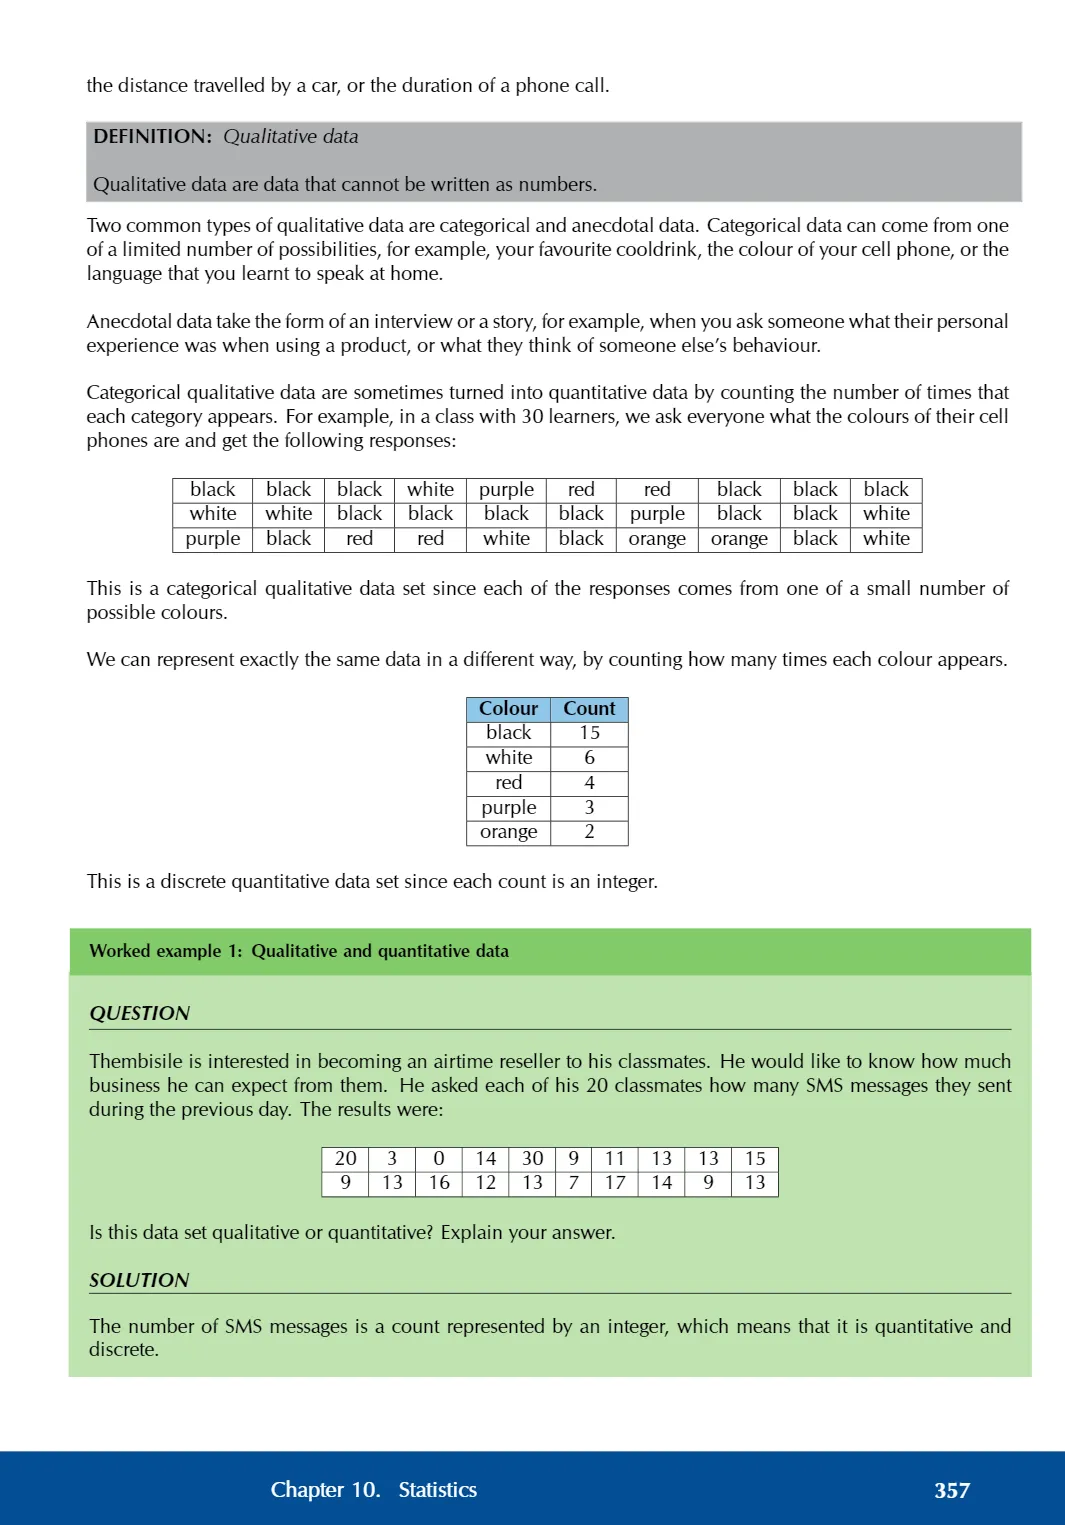 the distance travelled by a car, or the duration of a phone call.
DEFINITION: Qualitative data
Qualitative data are data that cannot be written as numbers.
Two common types of qualitative data are categorical and anecdotal data. Categorical data can come from one
of a limited number of possibilities, for example, your favourite cooldrink, the colour of your cell phone, or the
language that you learnt to speak at home.
Anecdotal data take the form of an interview or a story, for example, when you ask someone what their personal
experience was when using a product, or what they think of someone else's behaviour.
Categorical qualitative data are sometimes turned into quantitative data by counting the number of times that
each category appears. For example, in a class with 30 learners, we ask everyone what the colours of their cell
phones are and get the following responses:
black black black white purple red red black black black
white white black black black black purple black black white
purple black red red white black orange orange black white
This is a categorical qualitative data set since each of the responses comes from one of a small number of
possible colours.
We can represent exactly the same data in a different way, by counting how many times each colour appears.
Colour Count
black 15
white 6
red 4
purple 3
orange 2
This is a discrete quantitative data set since each count is an integer.
Worked example 1: Qualitative and quantitative data
QUESTION
Thembisile is interested in becoming an airtime reseller to his classmates. He would like to know how much
business he can expect from them. He asked each of his 20 classmates how many SMS messages they sent
during the previous day. The results were:
20 3 0 14 30 9 11 13 13 15
9 13 16 12 13 7 17 14 9 13
Is this data set qualitative or quantitative? Explain your answer.
SOLUTION
The number of SMS messages is a count represented by an integer, which means that it is quantitative and
discrete.
Chapter 10. Statistics 357